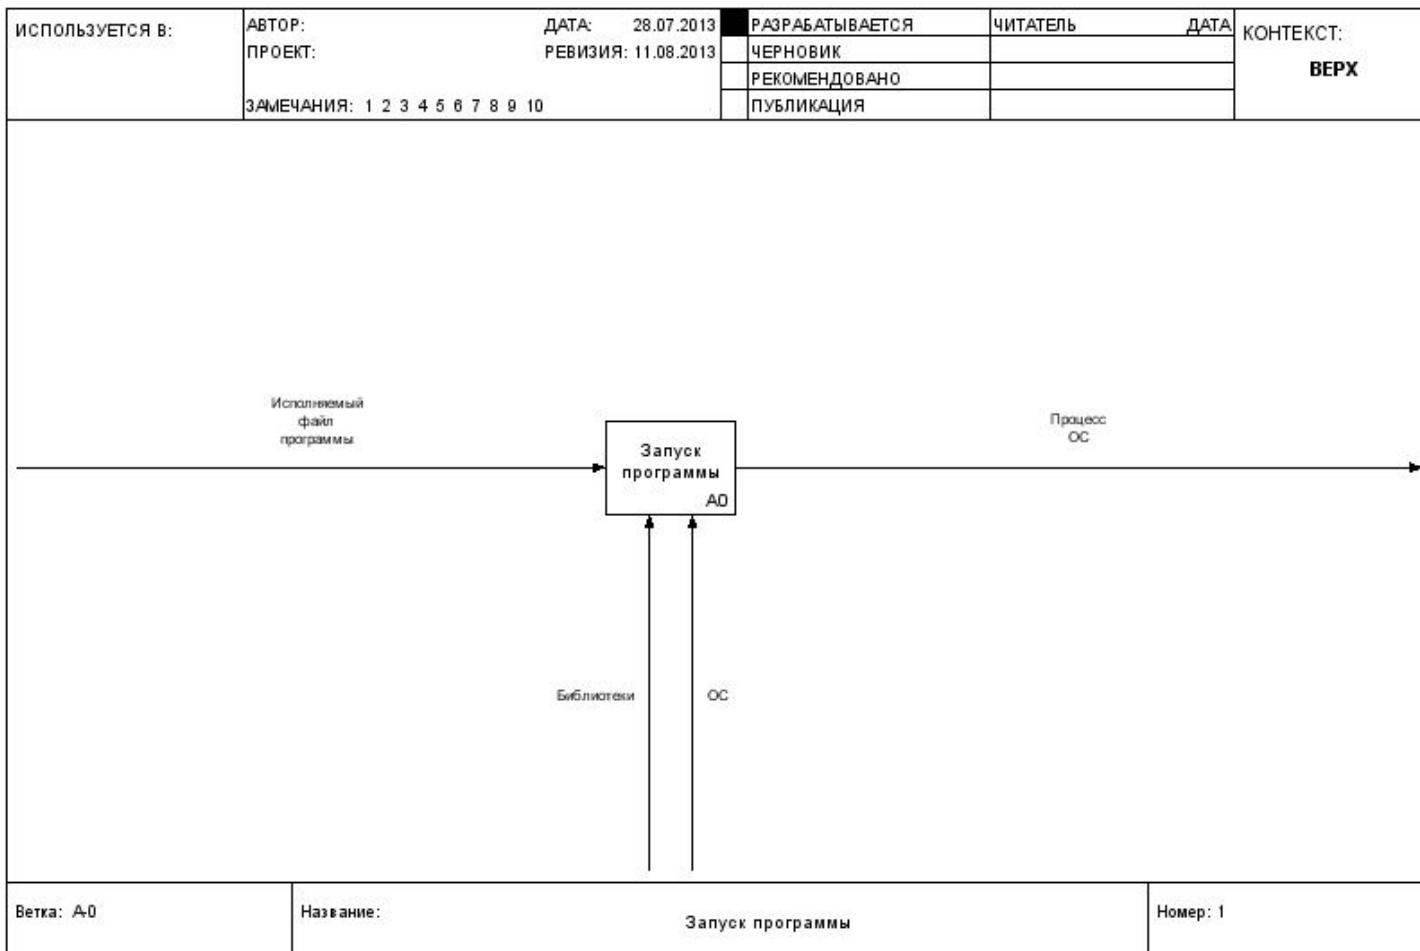 ИСПОЛЬЗУЕТСЯ В:
АВТОР:
ДАТА: 28.07.2013
ПРОЕКТ:
РЕВИЗИЯ: 11.08.2013
ЗАМЕЧАНИЯ: 1 2 3 4 5 6 7 8 9 10
РАЗРАБАТЫВАЕТСЯ
ЧЕРНОВИК
РЕКОМЕНДОВАНО
ПУБЛИКАЦИЯ
ЧИТАТЕЛЬ
ДАТА
КОНТЕКСТ:
ВЕРХ
Исполняемый
файл
программы
Запуск
программы
A0
Процесс
ОС
Библиотеки
ОС
Ветка: A-0
Название:
Запуск программы
Номер: 1